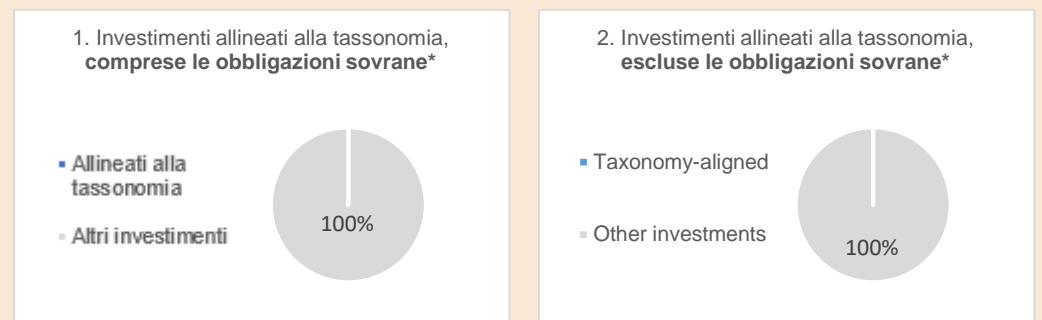 1. Investimenti allineati alla tassonomia,
comprese le obbligazioni sovrane*
Allineati alla
tassonomia
Altri investimenti
100%
2. Investimenti allineati alla tassonomia,
escluse le obbligazioni sovrane*
Taxonomy-aligned
Other investments
100%